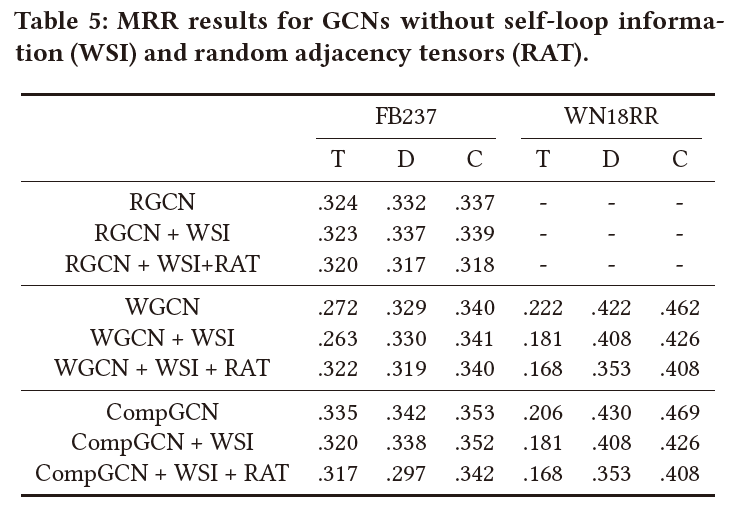 Table 5: MRR results for GCNs without self-loop informa-
tion (WSI) and random adjacency tensors (RAT).
FB237 WN18RR
T D C T D C
RGCN .324 .332 .337 - - -
RGCN + WSI .323 .337 .339 - - -
RGCN + WSI+RAT .320 .317 .318 - - -
WGCN .272 .329 .340 .222 .422 .462
WGCN + WSI .263 .330 .341 .181 .408 .426
WGCN + WSI + RAT .322 .319 .340 .168 .353 .408
CompGCN .335 .342 .353 .206 .430 .469
CompGCN + WSI .320 .338 .352 .181 .408 .426
CompGCN + WSI + RAT .317 .297 .342 .168 .353 .408